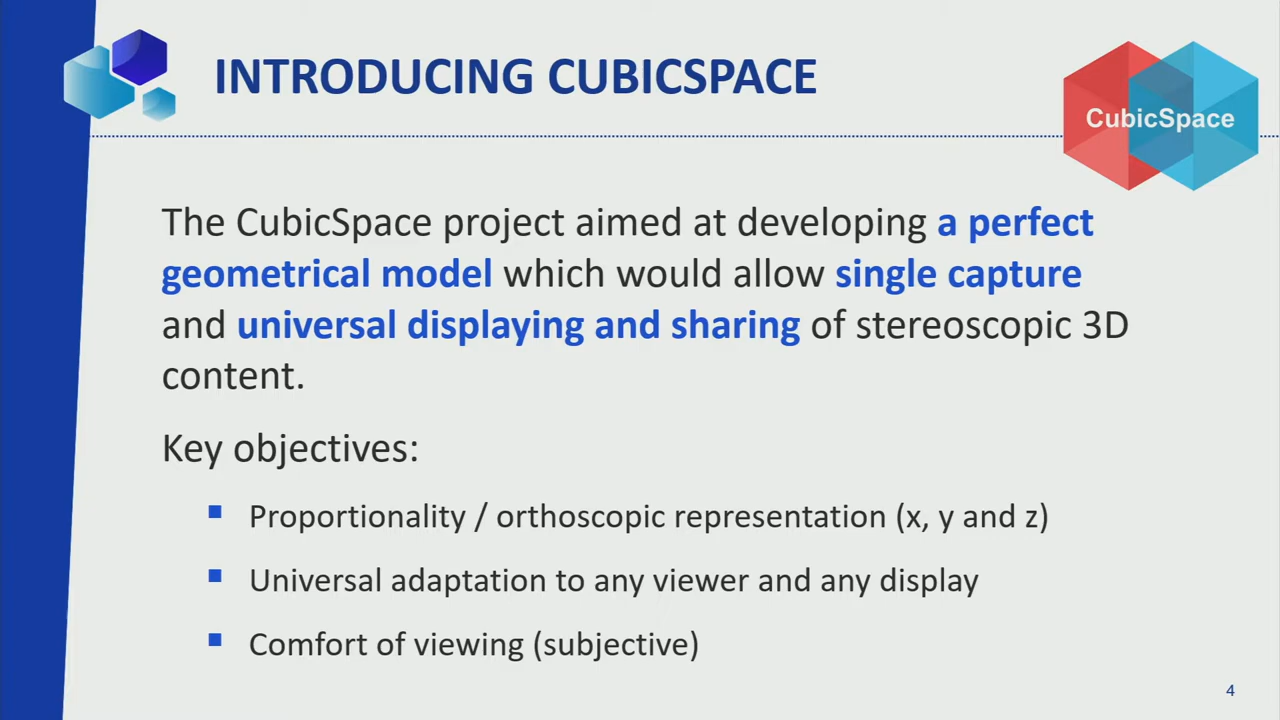 INTRODUCING CUBICSPACE
CubicSpace
The CubicSpace project aimed at developing a perfect
geometrical model which would allow single capture
and universal displaying and sharing of stereoscopic 3D
content.
Key objectives:
▪ Proportionality / orthoscopic representation (x, y and z)
▪ Universal adaptation to any viewer and any display
▪ Comfort of viewing (subjective)
4